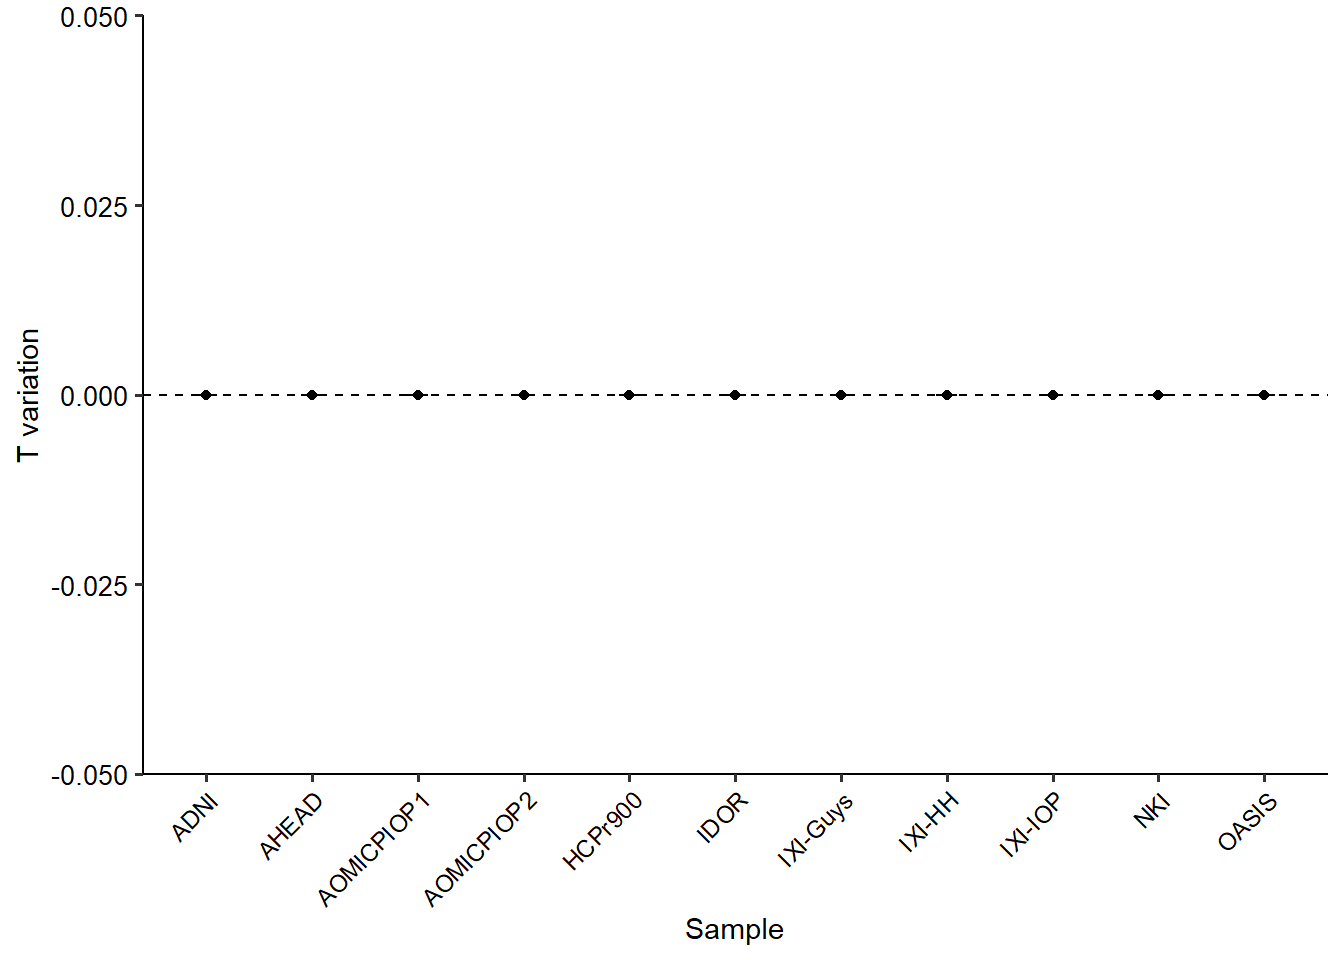 0.050
0.025
0.000
-0.025
-0.050
T variation
ADNI
AHEAD
AOMICPIOP1
AOMICPIOP2
HCPr900
IDOR
IXI-Guys
IXI-HH
IXI-IOP
NKI
OASIS
Sample